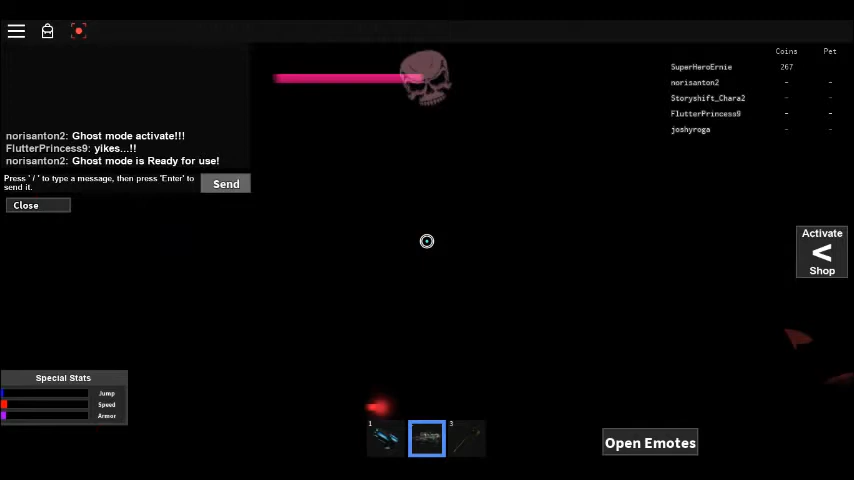 Coins Pet
SuperHeroErnie 267
norisanton2 - -
Storyshift_Chara2 - -
FlutterPrincess9 - -
joshyroga - -
norisanton2: Ghost mode activate!!!
FlutterPrincess9: yikes...!!
norisanton2: Ghost mode is Ready for use!
Press ' / ' to type a message, then press 'Enter' to
send it.
Send
Close
Activate
<
Shop
Special Stats
Jump
Speed
Armor
1
2
3
Open Emotes